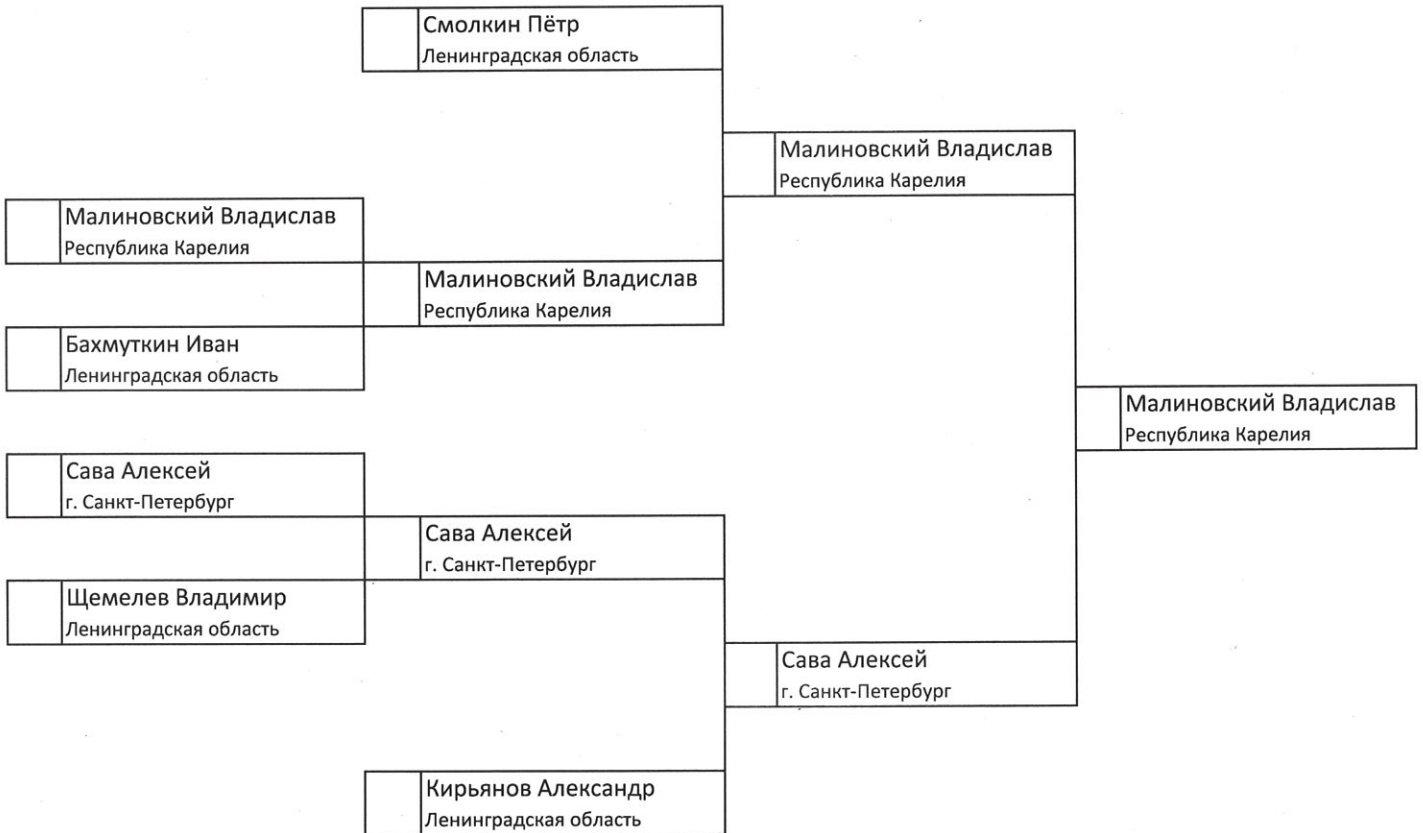 Смолкин Пётр
Ленинградская область
Малиновский Владислав
Республика Карелия
Малиновский Владислав
Республика Карелия
Малиновский Владислав
Республика Карелия
Бахмуткин Иван
Ленинградская область
Малиновский Владислав
Республика Карелия
Сава Алексей
г. Санкт-Петербург
Сава Алексей
г. Санкт-Петербург
Щемелев Владимир
Ленинградская область
Сава Алексей
г. Санкт-Петербург
Кирьянов Александр
Ленинградская область